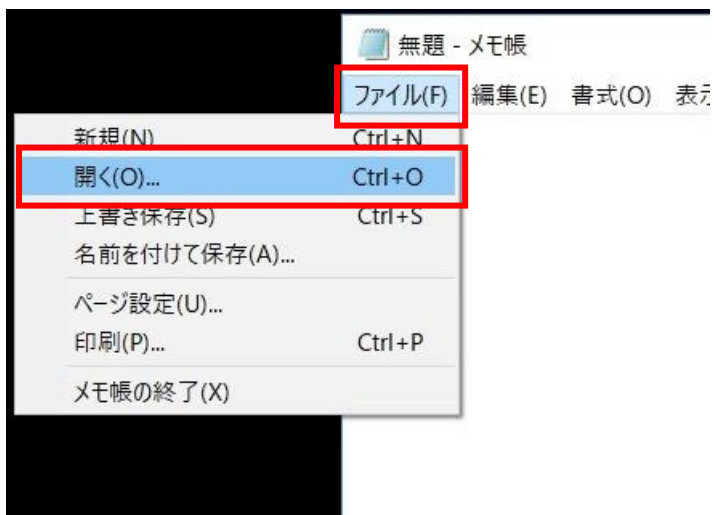 無題 - メモ帳
ファイル(F) 編集(E) 書式(O)
新規(N) Ctrl+N
開く(O)... Ctrl+O
上書き保存(S) Ctrl+S
名前を付けて保存(A)...
ページ設定(U)...
印刷(P)... Ctrl+P
メモ帳の終了(X)